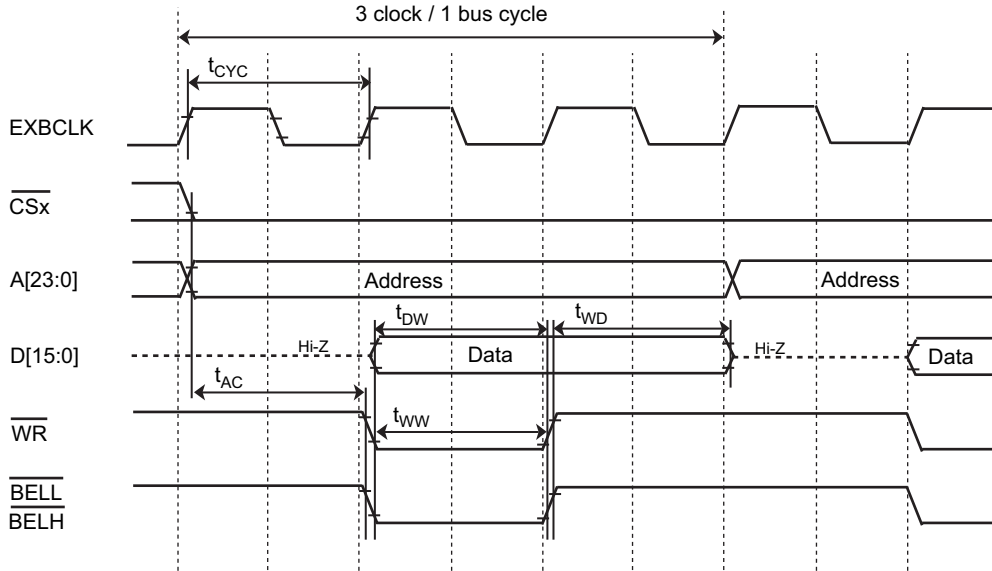 3 clock / 1 bus cycle
tCYC
EXBCLK
CSx
A[23:0]
Address
Address
tDW
tWD
D[15:0]
Hi-Z
Data
Hi-Z
Data
tAC
tWW
WR
BELL
BELH